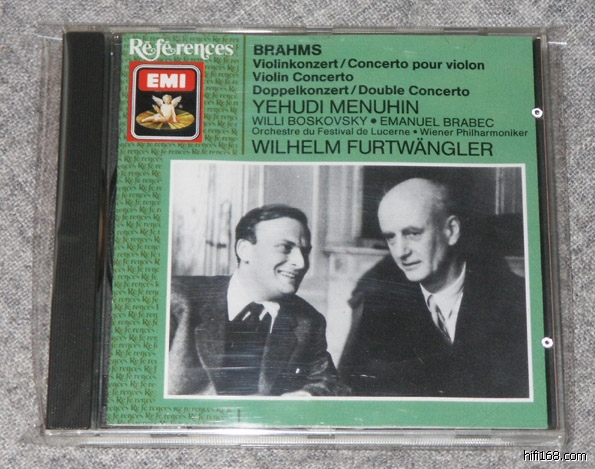 Références
EMI
BRAHMS
Violinkonzert/Concerto pour violon
Violin Concerto
Doppelkonzert/Double Concerto
YEHUDI MENUHIN
WILLI BOSKOVSKY • EMANUEL BRABEC
Orchestre du Festival de Lucerne • Wiener Philharmoniker
WILHELM FURTWÄNGLER
hifi168.com